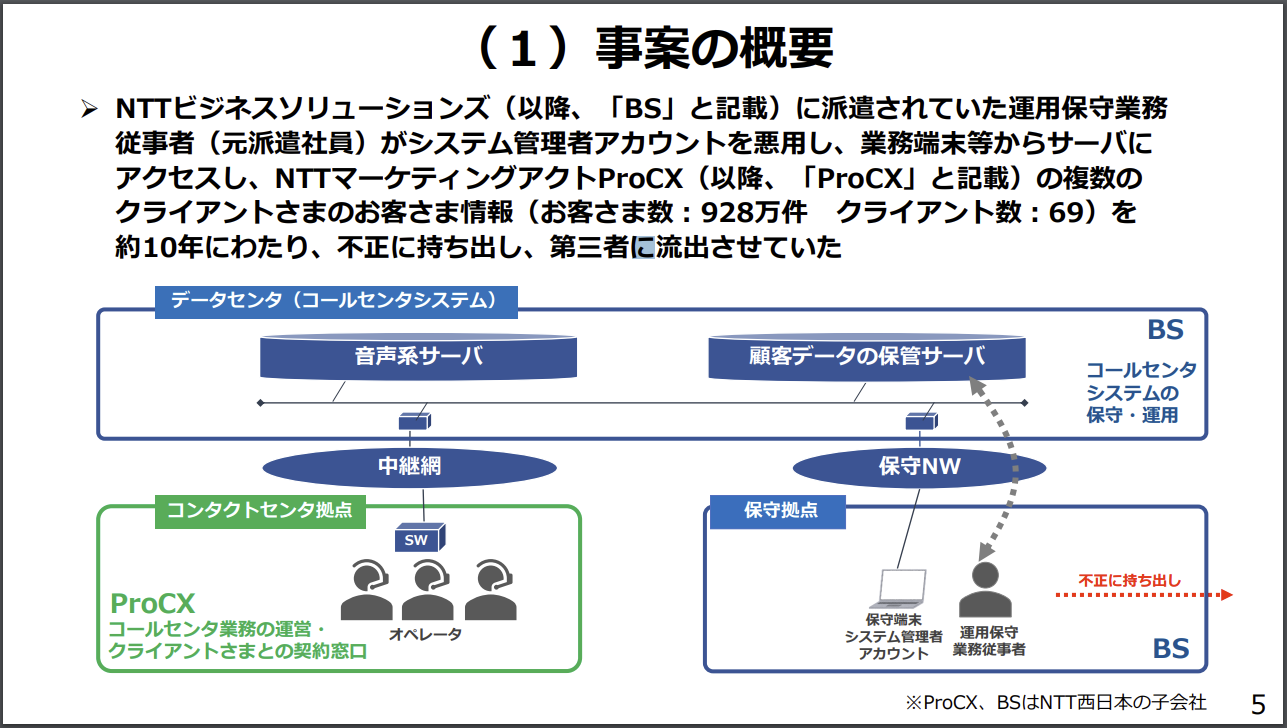 （１）事案の概要
➢ NTTビジネスソリューションズ（以降、「BS」と記載）に派遣されていた運用保守業務
従事者（元派遣社員）がシステム管理者アカウントを悪用し、業務端末等からサーバに
アクセスし、NTTマーケティングアクトProCX（以降、「ProCX」と記載）の複数の
クライアントさまのお客さま情報（お客さま数：928万件　クライアント数：69）を
約10年にわたり、不正に持ち出し、第三者に流出させていた
データセンタ（コールセンタシステム）
BS
音声系サーバ
顧客データの保管サーバ
コールセンタ
システムの
保守・運用
中継網
保守NW
コンタクトセンタ拠点
SW
ProCX
コールセンタ業務の運営・
クライアントさまとの契約窓口
オペレータ
保守拠点
保守端末
システム管理者
アカウント
運用保守
業務従事者
不正に持ち出し
BS
※ProCX、BSはNTT西日本の子会社
5